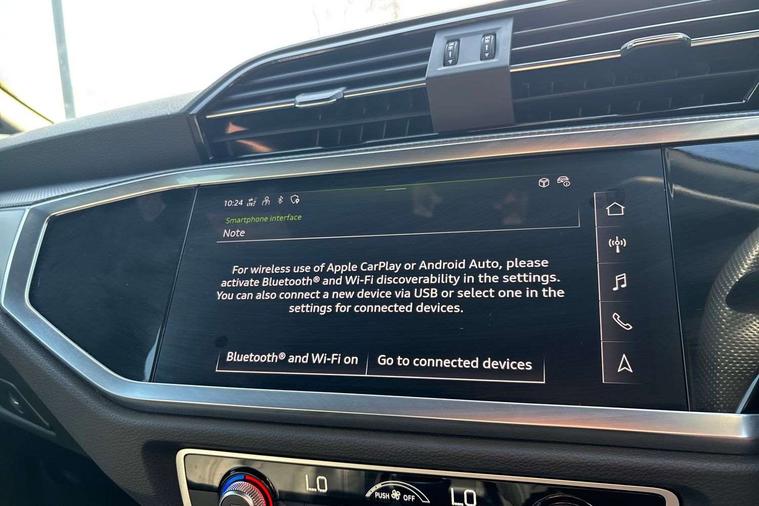 10:24
Smartphone interface
Note
For wireless use of Apple CarPlay or Android Auto, please
activate Bluetooth® and Wi-Fi discoverability in the settings.
You can also connect a new device via USB or select one in the
settings for connected devices.
Bluetooth® and Wi-Fi on
Go to connected devices
LO
PUSH OFF
LO